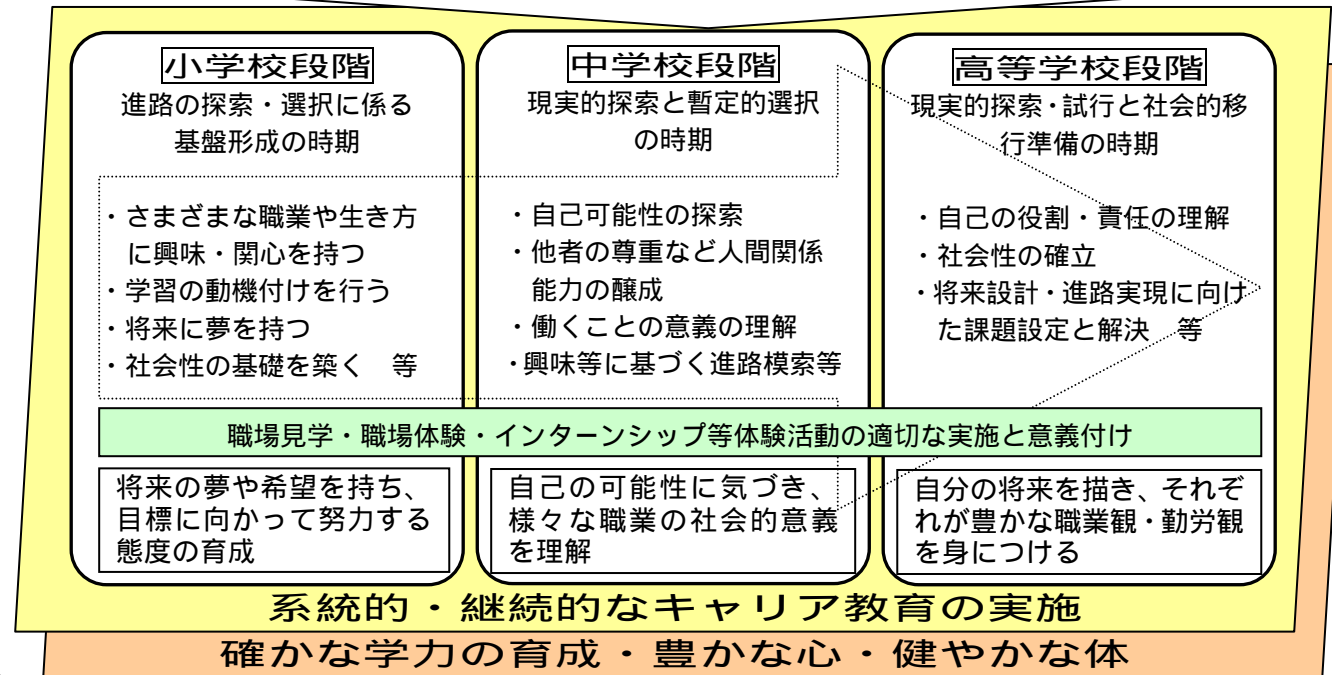 小学校段階
進路の探索・選択に係る
基盤形成の時期
・さまざまな職業や生き方
に興味・関心を持つ
・学習の動機付けを行う
・将来に夢を持つ
・社会性の基礎を築く　等
中学校段階
現実的探索と暫定的選択
の時期
・自己可能性の探索
・他者の尊重など人間関係
能力の醸成
・働くことの意義の理解
・興味等に基づく進路模索等
高等学校段階
現実的探索・試行と社会的移
行準備の時期
・自己の役割・責任の理解
・社会性の確立
・将来設計・進路実現に向け
た課題設定と解決　等
職場見学・職場体験・インターンシップ等体験活動の適切な実施と意義付け
将来の夢や希望を持ち、
目標に向かって努力する
態度の育成
自己の可能性に気づき、
様々な職業の社会的意義
を理解
自分の将来を描き、それぞ
れが豊かな職業観・勤労観
を身につける
系統的・継続的なキャリア教育の実施
確かな学力の育成・豊かな心・健やかな体